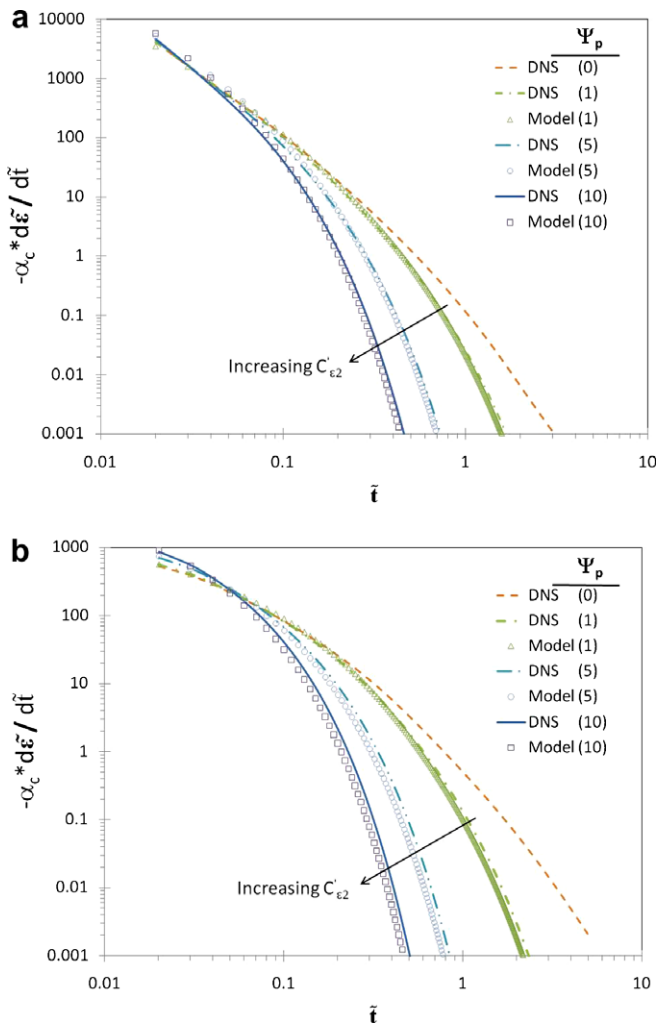 a
10000
1000
100
10
1
0.1
0.01
0.001
-α_c*dε̃/ dt̃
0.01 0.1 1 10
t̃
Increasing C'_ε2
Ψ_p
DNS (0)
DNS (1)
Model (1)
DNS (5)
Model (5)
DNS (10)
Model (10)
b
1000
100
10
1
0.1
0.01
0.001
-α_c*dε̃/ dt̃
0.01 0.1 1 10
t̃
Increasing C'_ε2
Ψ_p
DNS (0)
DNS (1)
Model (1)
DNS (5)
Model (5)
DNS (10)
Model (10)